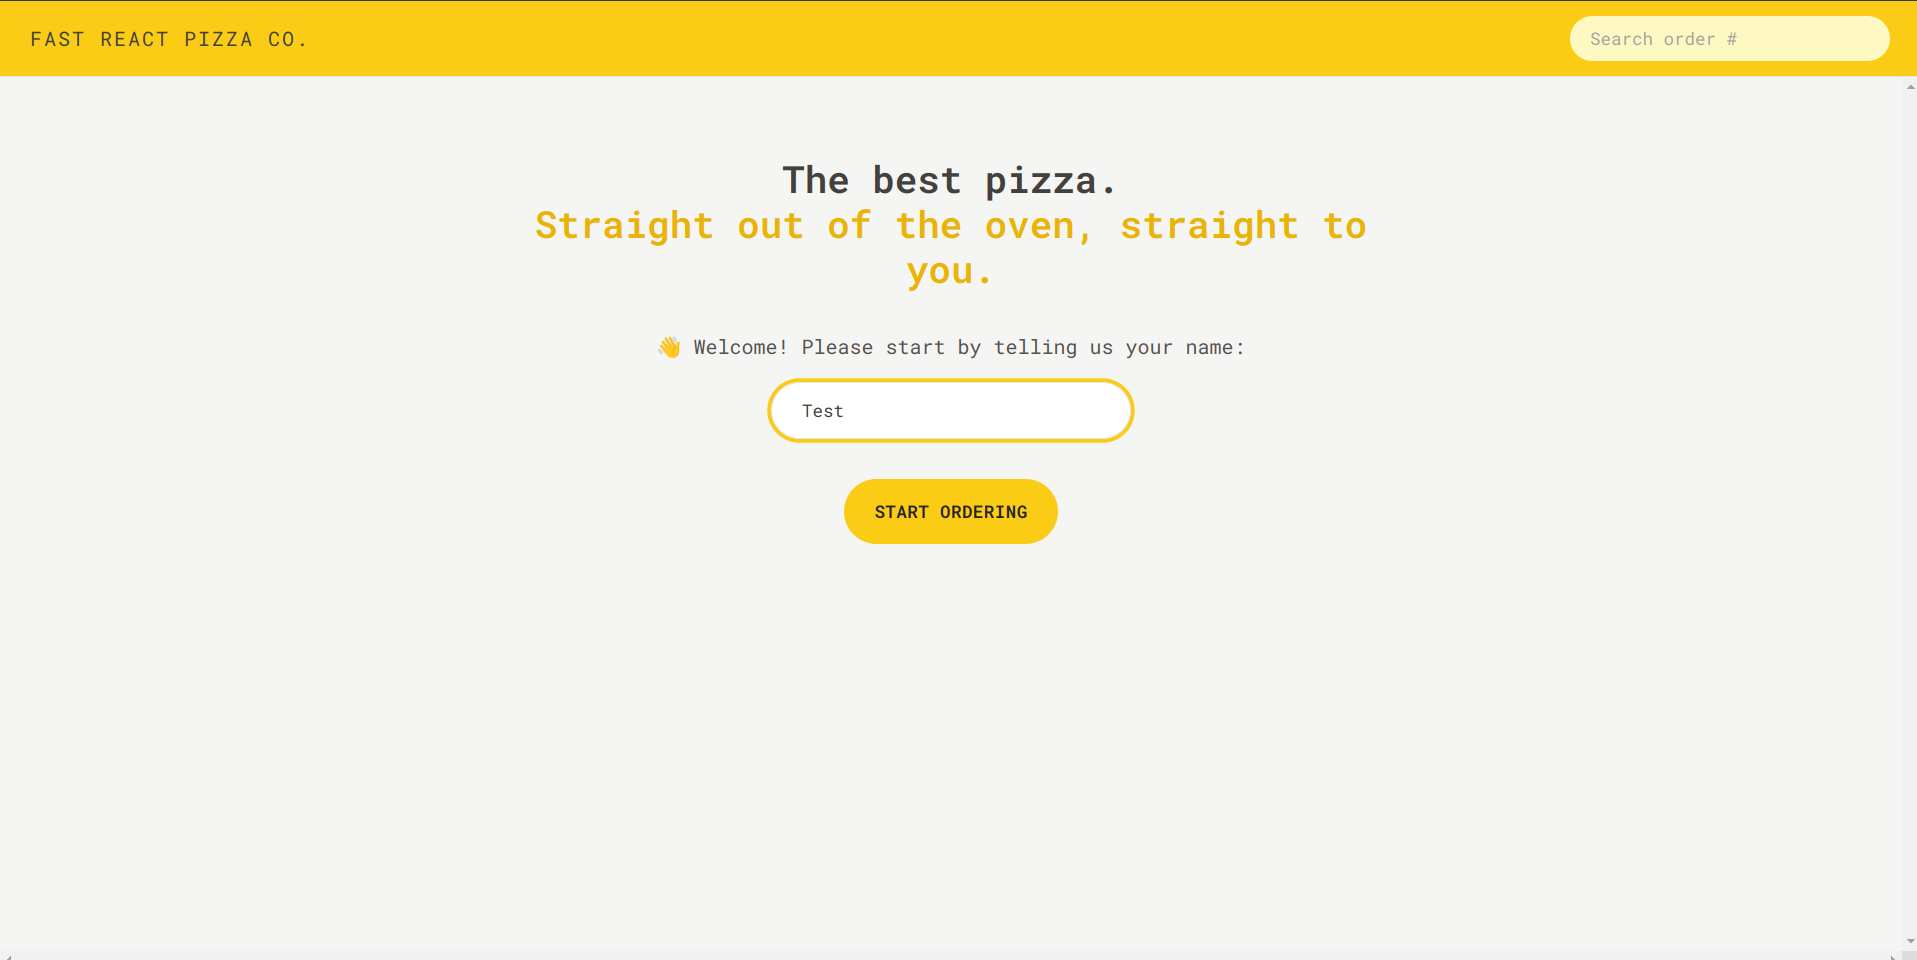 FAST REACT PIZZA CO.
Search order #
The best pizza.
Straight out of the oven, straight to
you.
👋 Welcome! Please start by telling us your name:
Test
START ORDERING